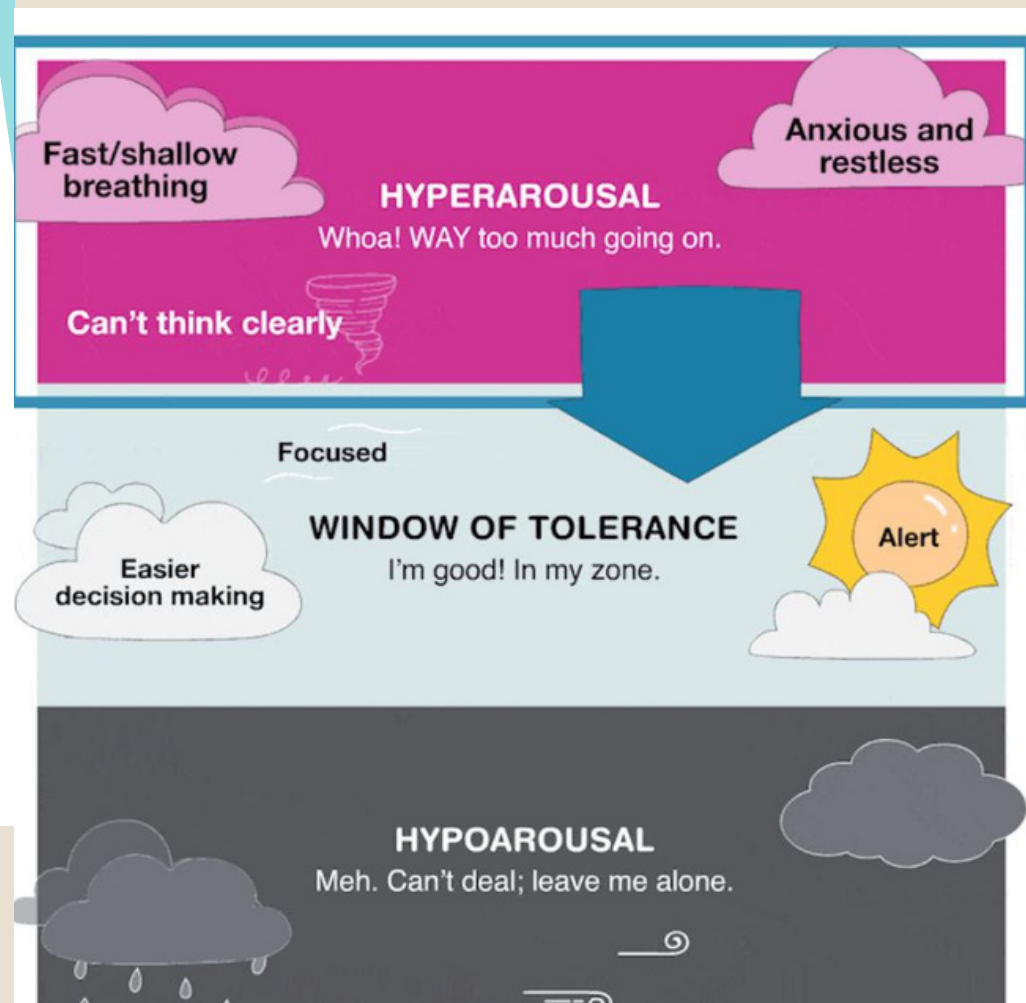 Fast/shallow
breathing
Anxious and
restless
HYPERAROUSAL
Whoa! WAY too much going on.
Can't think clearly
Focused
WINDOW OF TOLERANCE
I'm good! In my zone.
Alert
Easier
decision making
HYPOAROUSAL
Meh. Can't deal; leave me alone.